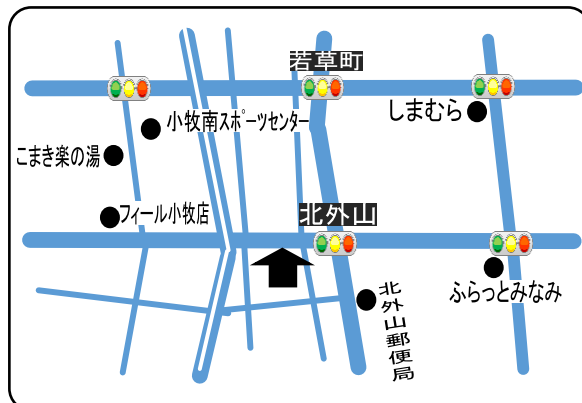 若草町
しまむら
小牧南スポーツセンター
こまき楽の湯
フィール小牧店
北外山
ふらっとみなみ
北外山郵便局